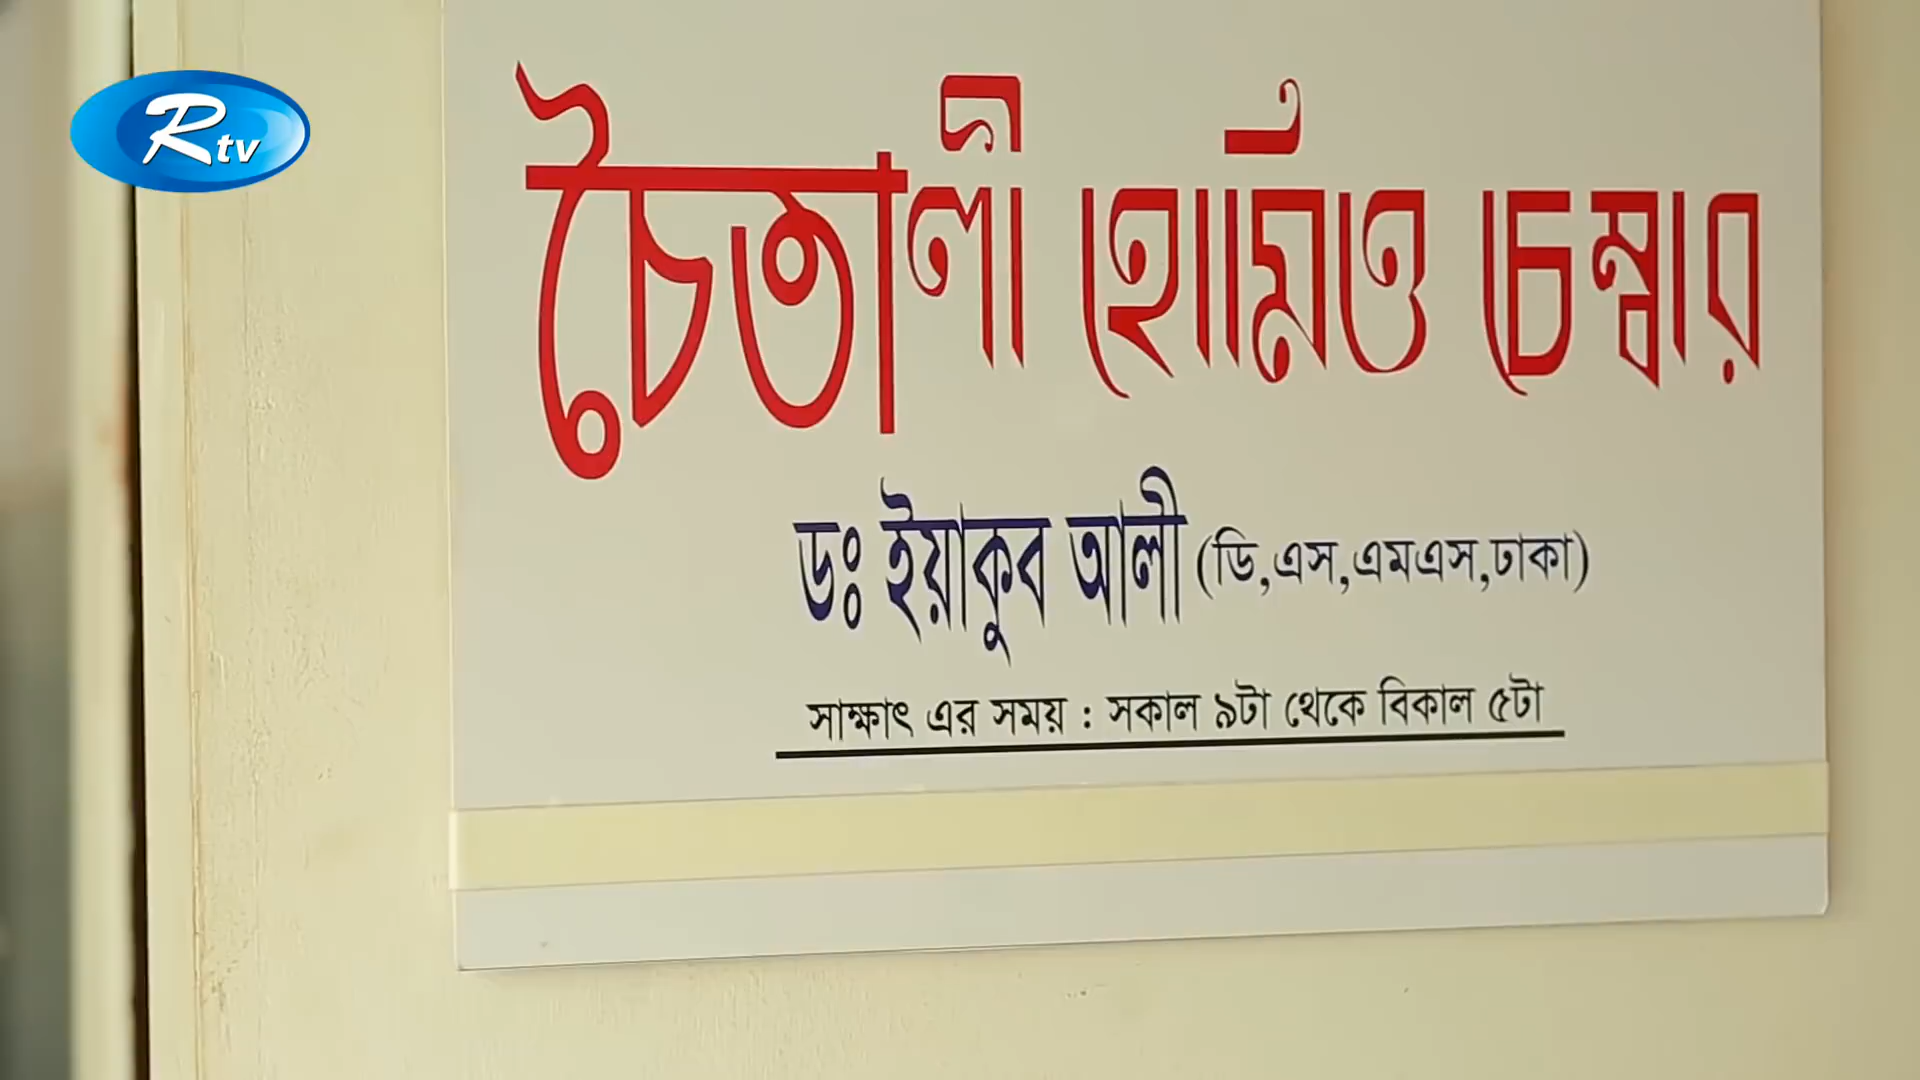 Rtv
চৈতালী হোমিও চেম্বার
ডঃ ইয়াকুব আলী (ডি,এস,এমএস,ঢাকা)
সাক্ষাৎ এর সময় : সকাল ৯টা থেকে বিকাল ৫টা